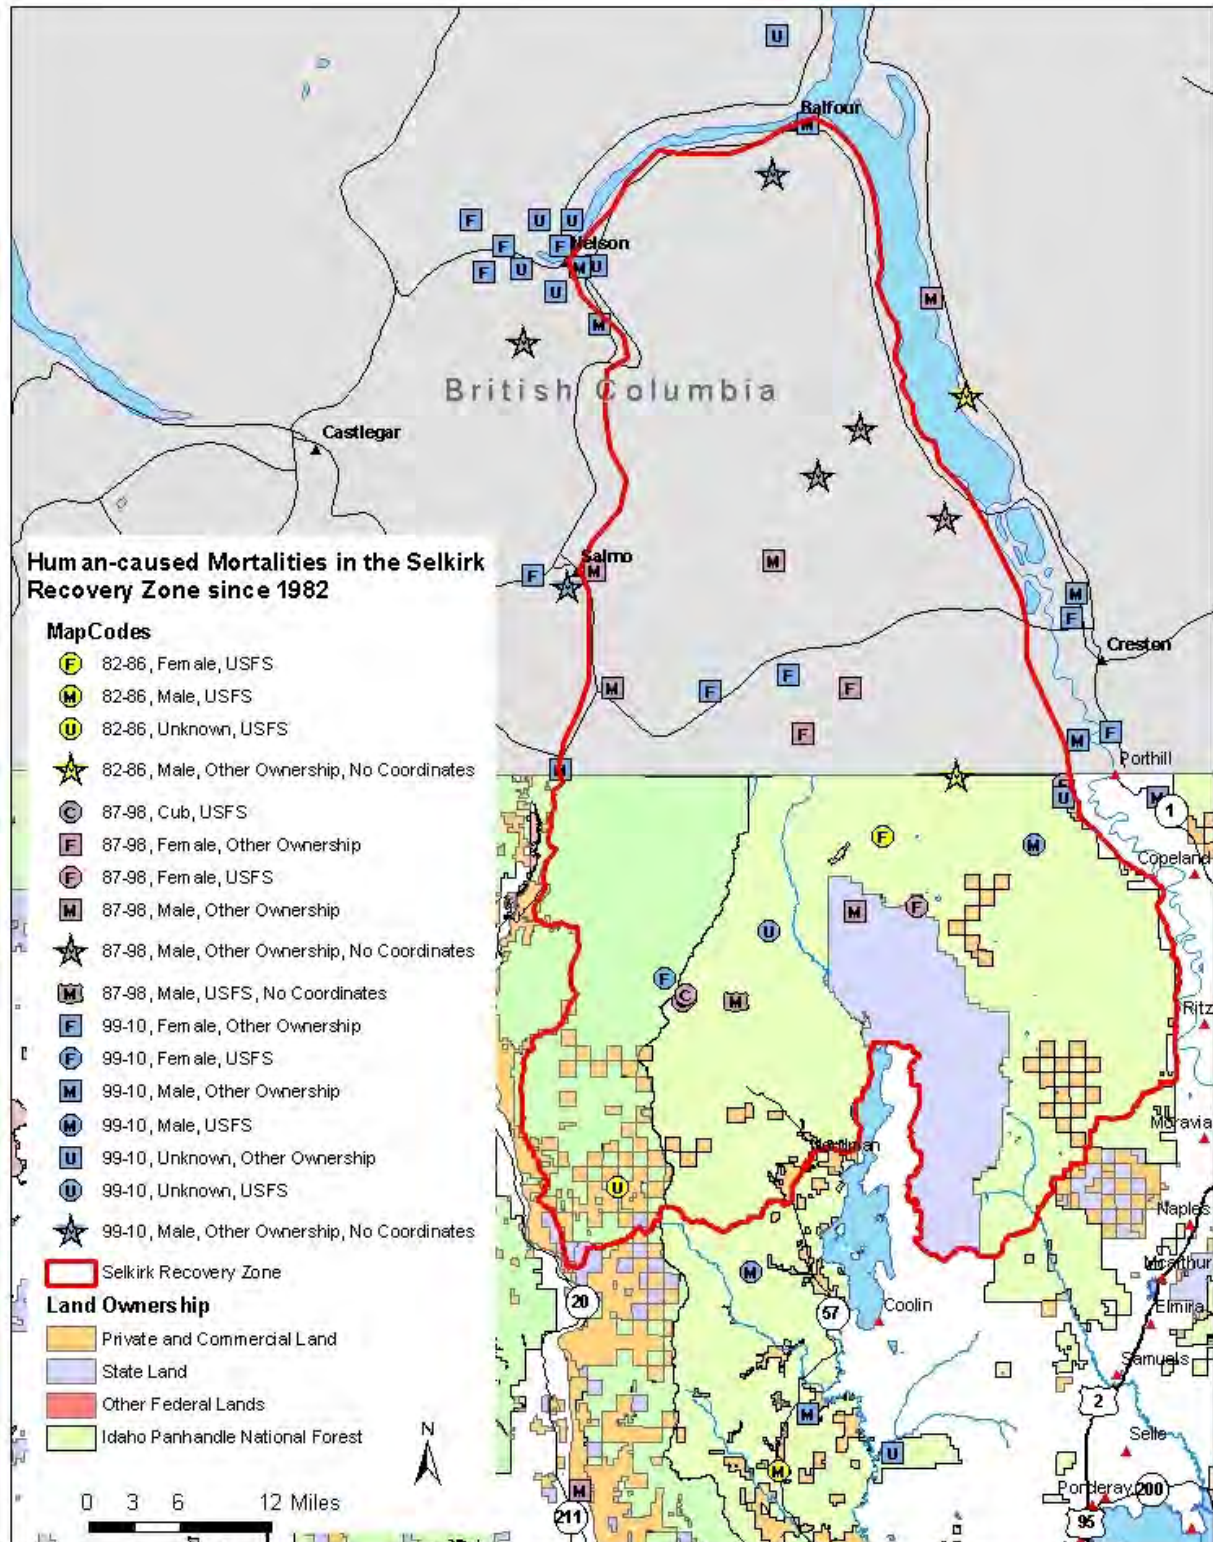 U
Balfour
M
M
F
U
U
F
F
Nelson
F
U
M
U
U
M
M
M
British Columbia
M
Castlegar
M
M
M
Human-caused Mortalities in the Selkirk
Recovery Zone since 1982
Salmo
F
M
M
M
F
Creston
MapCodes
F 82-86, Female, USFS
M 82-86, Male, USFS
U 82-86, Unknown, USFS
M 82-86, Male, Other Ownership, No Coordinates
C 87-98, Cub, USFS
F 87-98, Female, Other Ownership
F 87-98, Female, USFS
M 87-98, Male, Other Ownership
M 87-98, Male, Other Ownership, No Coordinates
M 87-98, Male, USFS, No Coordinates
F 99-10, Female, Other Ownership
F 99-10, Female, USFS
M 99-10, Male, Other Ownership
M 99-10, Male, USFS
U 99-10, Unknown, Other Ownership
U 99-10, Unknown, USFS
M 99-10, Male, Other Ownership, No Coordinates
Selkirk Recovery Zone
Land Ownership
Private and Commercial Land
State Land
Other Federal Lands
Idaho Panhandle National Forest
N
0 3 6 12 Miles
M
F
F
F
F
M
F
M
Porthill
M
U
M
1
F
M
Copeland
M
F
U
F
C
M
Ritz
Moravia
U
Naples
Mcarthur
M
20
57
Coolin
Elmira
Samuels
2
M
U
Selle
M
M
211
Ponderay
200
95